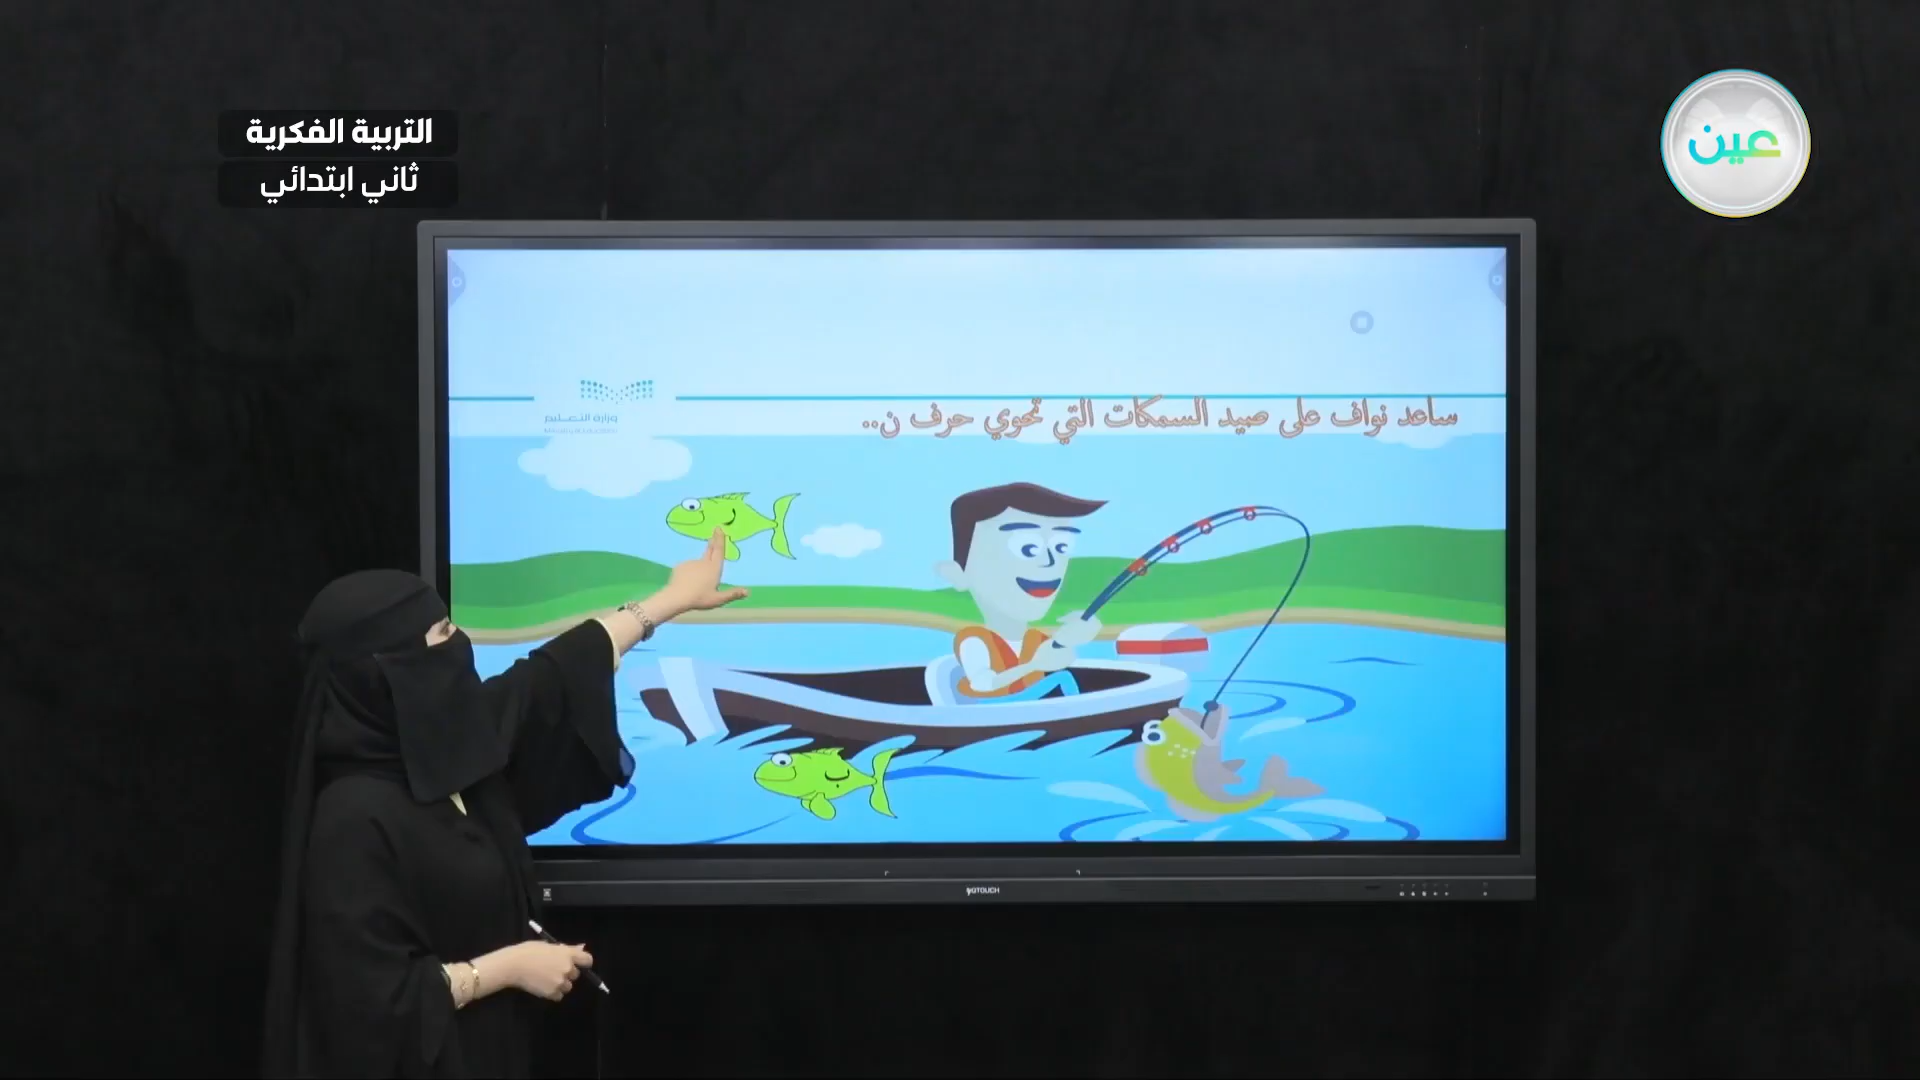 التربية الفكرية
ثاني ابتدائي
عين
وزارة التعليم
ساعد نواف على صيد السمكات التي تحوي حرف ن..
ب